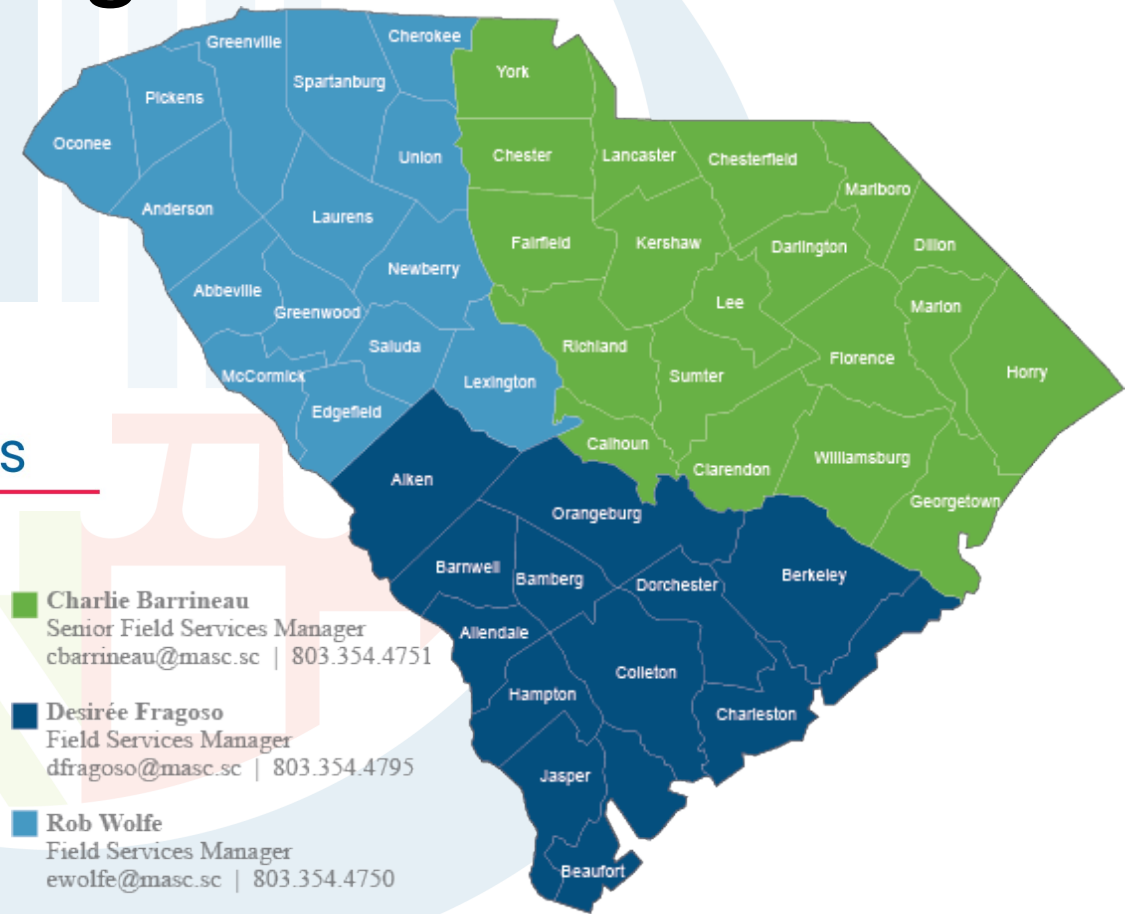 g
Greenville
Cherokee
York
Spartanburg
Pickens
Oconee
Union
Chester
Lancaster
Chesterfield
Marlboro
Anderson
Laurens
Fairfield
Kershaw
Darlington
Dillon
Newberry
Abbeville
Greenwood
Lee
Marion
Saluda
Richland
Florence
McCormick
Lexington
Sumter
Horry
Edgefield
Calhoun
Clarendon
Williamsburg
s
Aiken
Georgetown
Orangeburg
Barnwell
Bamberg
Dorchester
Berkeley
Allendale
Colleton
Hampton
Charleston
Jasper
Beaufort
Charlie Barrineau
Senior Field Services Manager
cbarrineau@masc.sc | 803.354.4751
Desirée Fragoso
Field Services Manager
dfragoso@masc.sc | 803.354.4795
Rob Wolfe
Field Services Manager
ewolfe@masc.sc | 803.354.4750